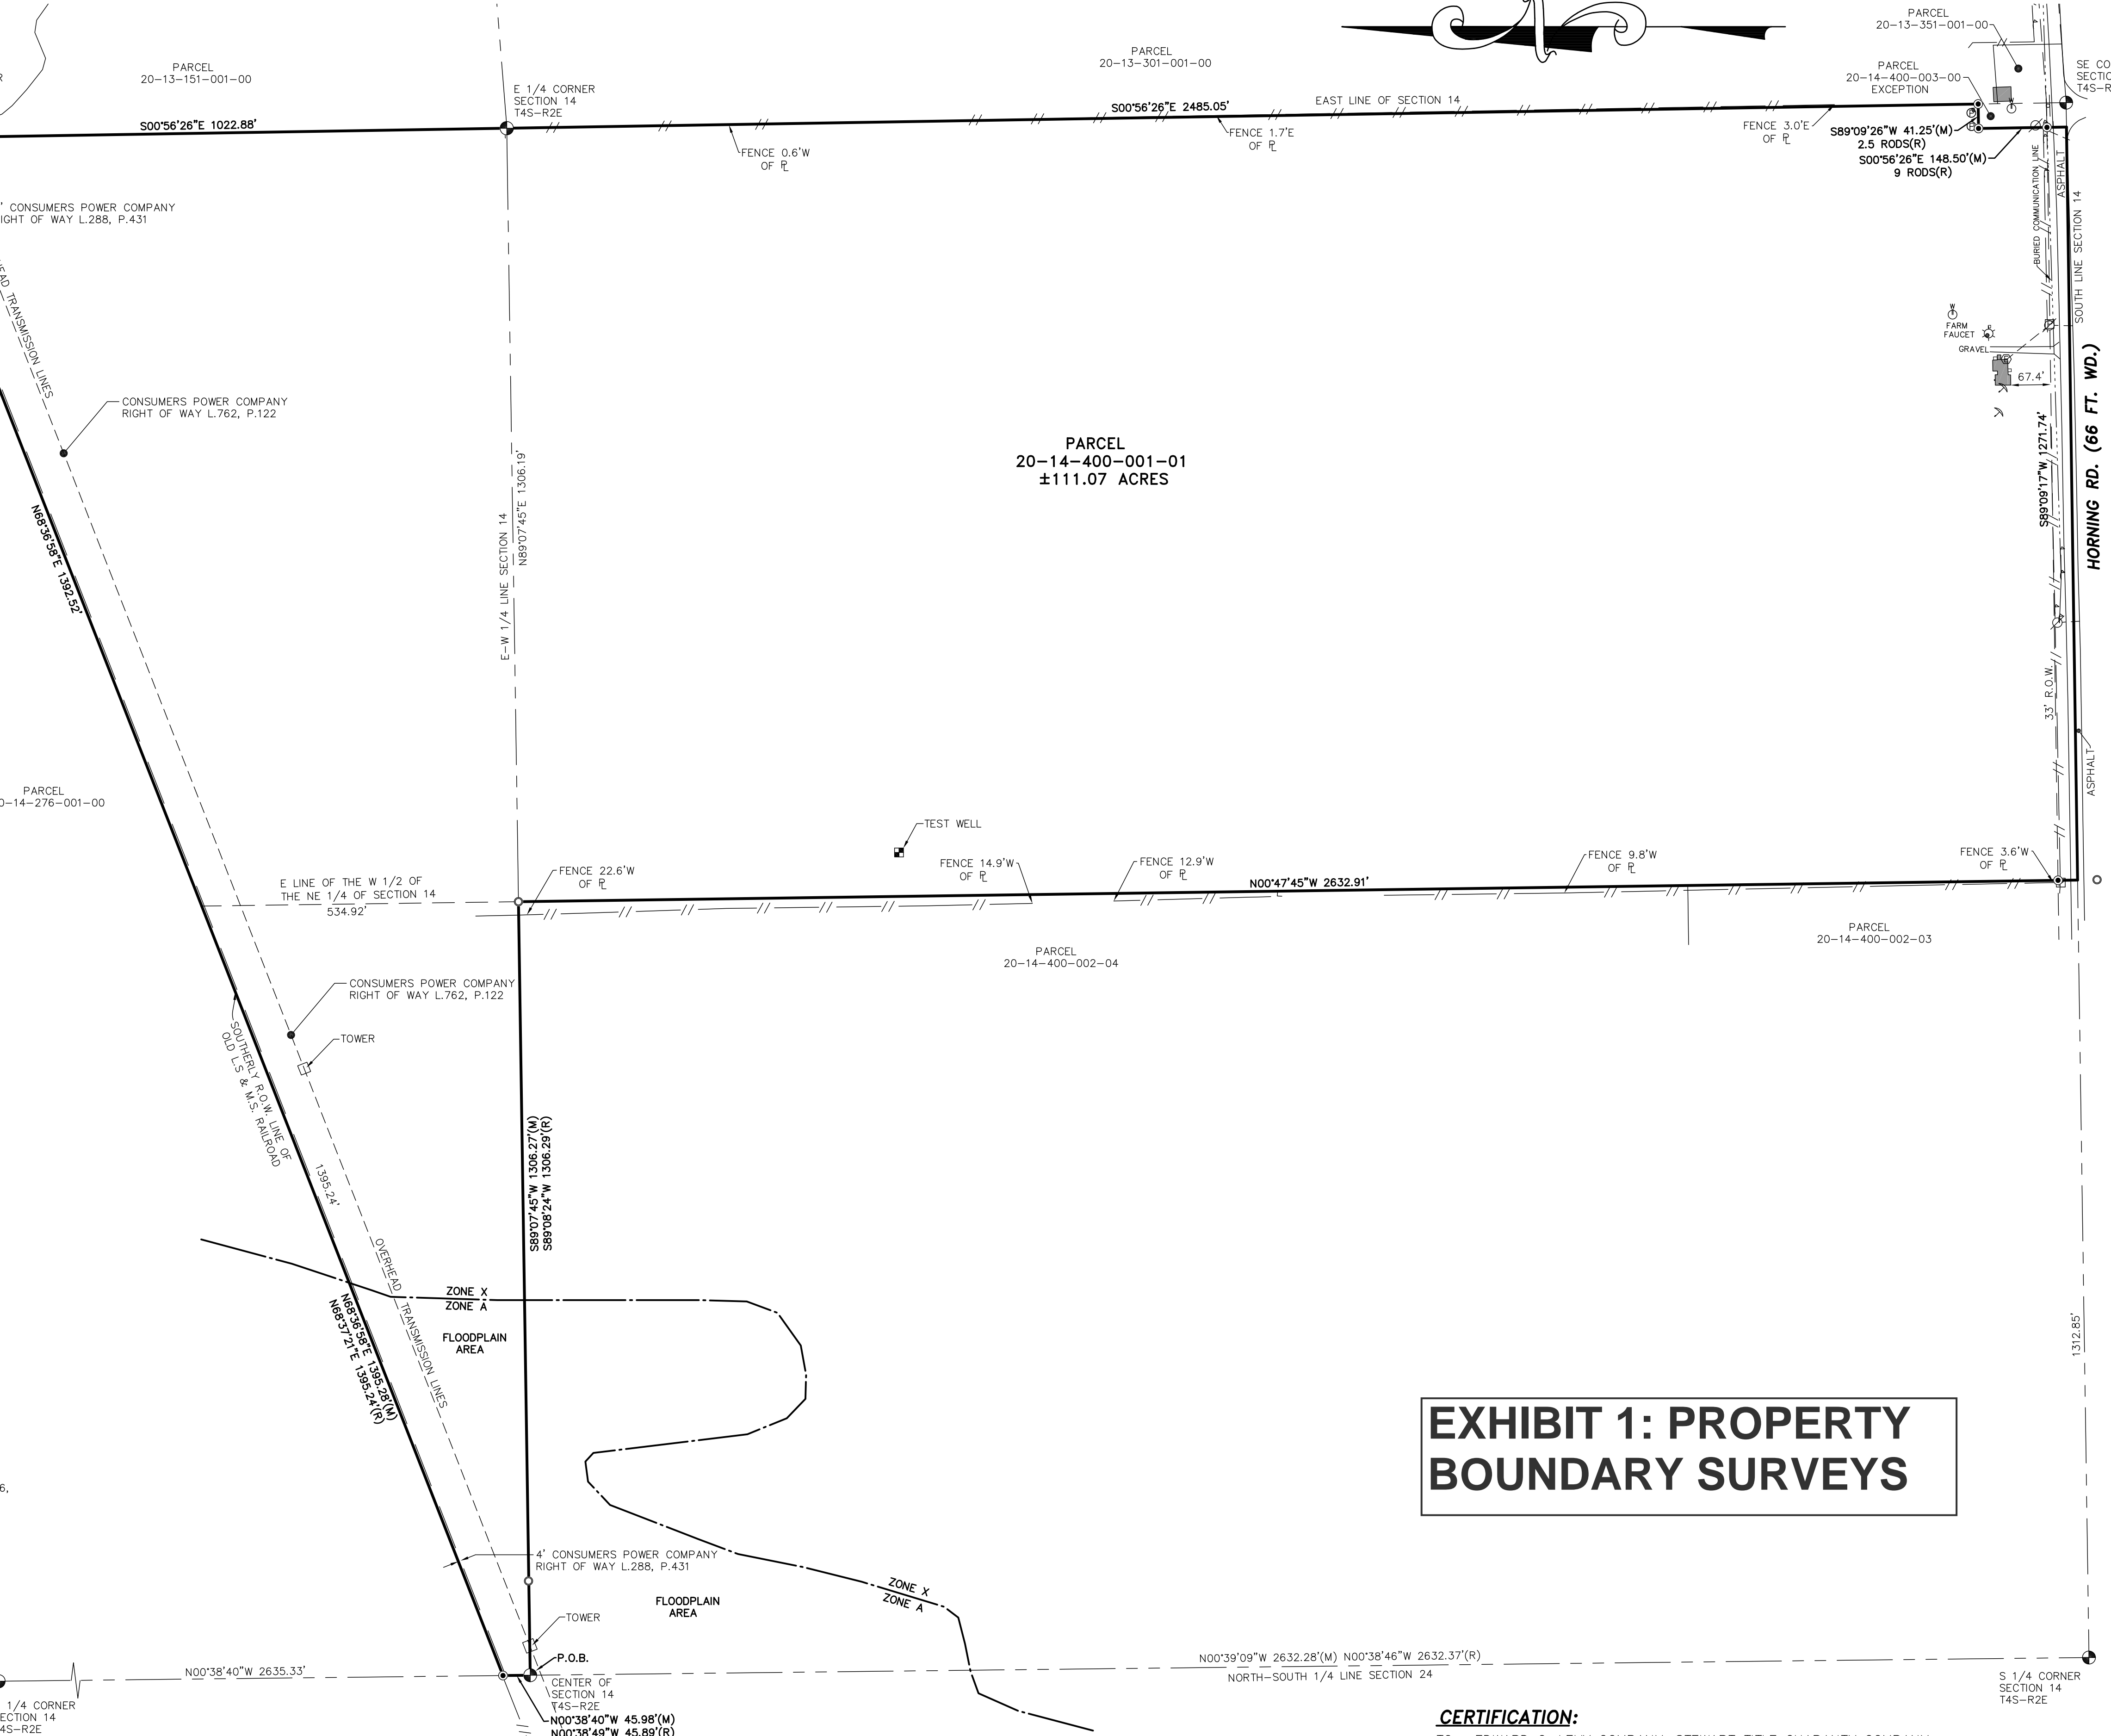 PARCEL
20-13-351-001-00
PARCEL
20-13-151-001-00
PARCEL
20-13-301-001-00
PARCEL
20-14-400-003-00
EXCEPTION
SE CO
SECTIO
T4S-R
E 1/4 CORNER
SECTION 14
T4S-R2E
S00°56'26"E 1022.88'
S00°56'26"E 2485.05'
EAST LINE OF SECTION 14
FENCE 0.6'W
OF ℄
FENCE 1.7'E
OF ℄
FENCE 3.0'E
OF ℄
S89°09'26"W 41.25'(M)
2.5 RODS(R)
S00°56'26"E 148.50'(M)
9 RODS(R)
BURIED COMMUNICATION LINE
ASPHALT
SOUTH LINE SECTION 14
' CONSUMERS POWER COMPANY
IGHT OF WAY L.288, P.431
EAD TRANSMISSION LINES
CONSUMERS POWER COMPANY
RIGHT OF WAY L.762, P.122
N68°36'58"E 1392.52'
E-W 1/4 LINE SECTION 14
N89°07'45"E 1306.19'
PARCEL
20-14-400-001-01
±111.07 ACRES
W
FARM
FAUCET
GRAVEL
67.4'
S89°09'17"W 1271.74'
HORNING RD. (66 FT. WD.)
33' R.O.W.
ASPHALT
PARCEL
0-14-276-001-00
TEST WELL
E LINE OF THE W 1/2 OF
THE NE 1/4 OF SECTION 14
534.92'
FENCE 22.6'W
OF ℄
FENCE 14.9'W
OF ℄
FENCE 12.9'W
OF ℄
N00°47'45"W 2632.91'
FENCE 9.8'W
OF ℄
FENCE 3.6'W
OF ℄
PARCEL
20-14-400-002-04
PARCEL
20-14-400-002-03
CONSUMERS POWER COMPANY
RIGHT OF WAY L.762, P.122
TOWER
SOUTHERLY R.O.W. LINE OF
OLD L.S & M.S. RAILROAD
1395.24'
S89°07'45"W 1306.27'(M)
S89°08'24"W 1306.29'(R)
OVERHEAD TRANSMISSION LINES
ZONE X
ZONE A
FLOODPLAIN
AREA
N68°36'58"E 1395.28'(M)
N68°37'21"E 1395.24'(R)
1312.85'
EXHIBIT 1: PROPERTY
BOUNDARY SURVEYS
6,
4' CONSUMERS POWER COMPANY
RIGHT OF WAY L.288, P.431
FLOODPLAIN
AREA
ZONE X
ZONE A
TOWER
P.O.B.
N00°38'40"W 2635.33'
N00°39'09"W 2632.28'(M) N00°38'46"W 2632.37'(R)
NORTH-SOUTH 1/4 LINE SECTION 24
CENTER OF
SECTION 14
T4S-R2E
N00°38'40"W 45.98'(M)
N00°38'49"W 45.89'(R)
1/4 CORNER
ECTION 14
4S-R2E
S 1/4 CORNER
SECTION 14
T4S-R2E
CERTIFICATION: